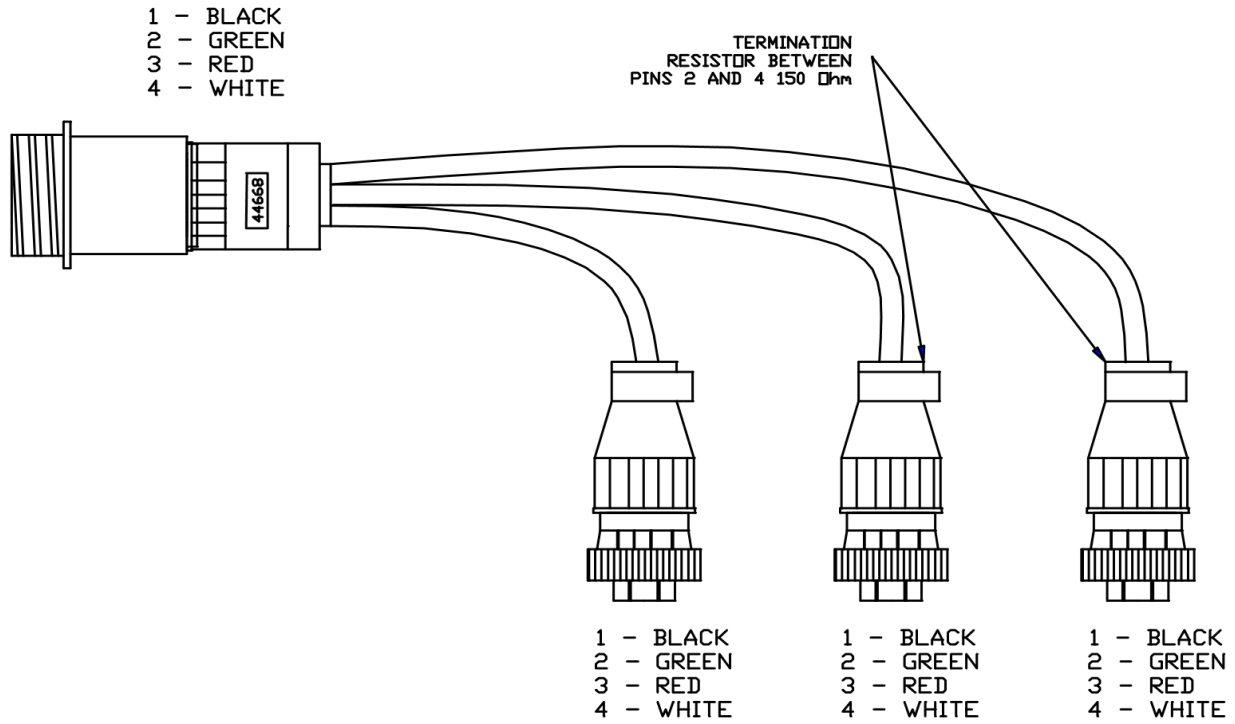 1 - BLACK
2 - GREEN
3 - RED
4 - WHITE
TERMINATION
RESISTOR BETWEEN
PINS 2 AND 4 150 Ohm
44668
1 - BLACK
2 - GREEN
3 - RED
4 - WHITE
1 - BLACK
2 - GREEN
3 - RED
4 - WHITE
1 - BLACK
2 - GREEN
3 - RED
4 - WHITE